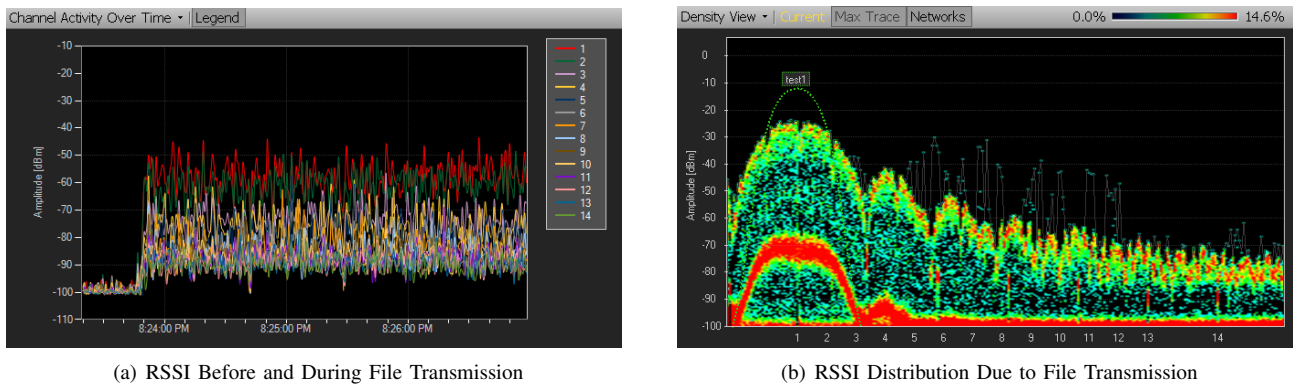 Channel Activity Over Time
Legend
Amplitude [dBm]
-10
-20
-30
-40
-50
-60
-70
-80
-90
-100
-110
8:24:00 PM
8:25:00 PM
8:26:00 PM
1
2
3
4
5
6
7
8
9
10
11
12
13
14
(a) RSSI Before and During File Transmission
Density View
Current
Max Trace
Networks
0.0%
14.6%
Amplitude [dBm]
0
-10
-20
-30
-40
-50
-60
-70
-80
-90
-100
test1
1 2 3 4 5 6 7 8 9 10 11 12 13 14
(b) RSSI Distribution Due to File Transmission